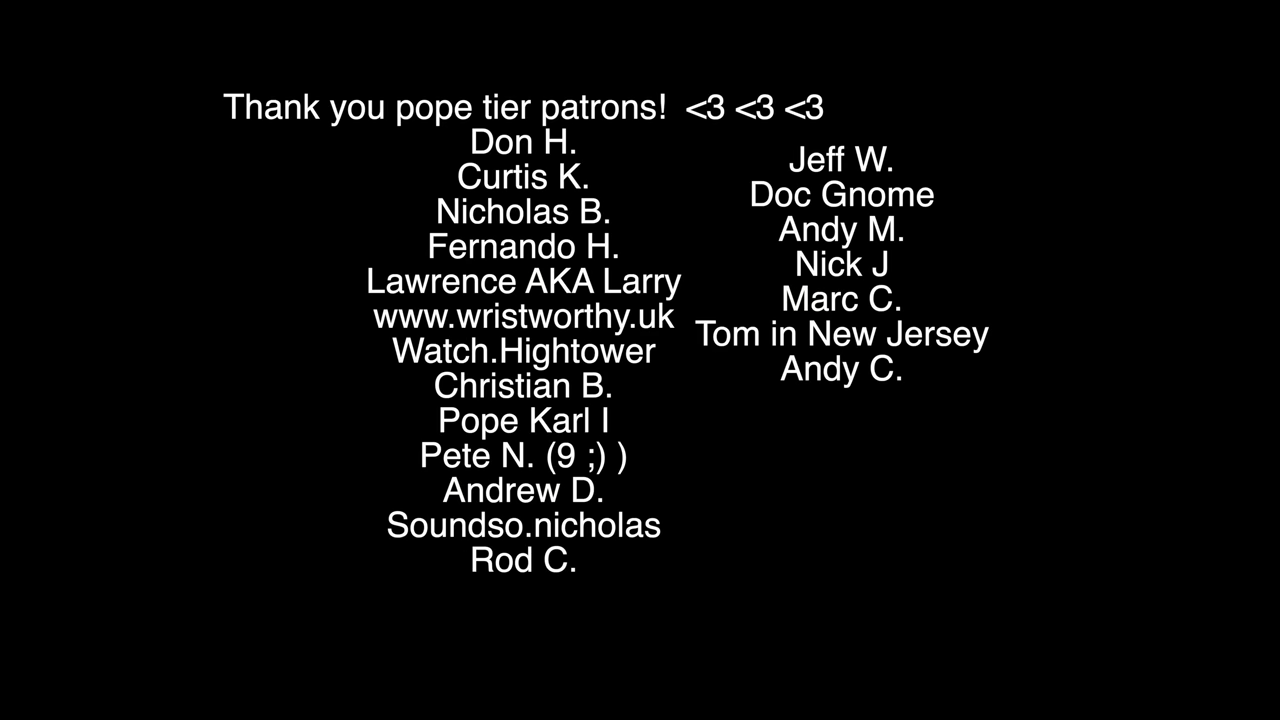 Thank you pope tier patrons!  <3 <3 <3
Don H.
Curtis K.
Nicholas B.
Fernando H.
Lawrence AKA Larry
www.wristworthy.uk
Watch.Hightower
Christian B.
Pope Karl I
Pete N. (9 ;) )
Andrew D.
Soundso.nicholas
Rod C.
Jeff W.
Doc Gnome
Andy M.
Nick J
Marc C.
Tom in New Jersey
Andy C.